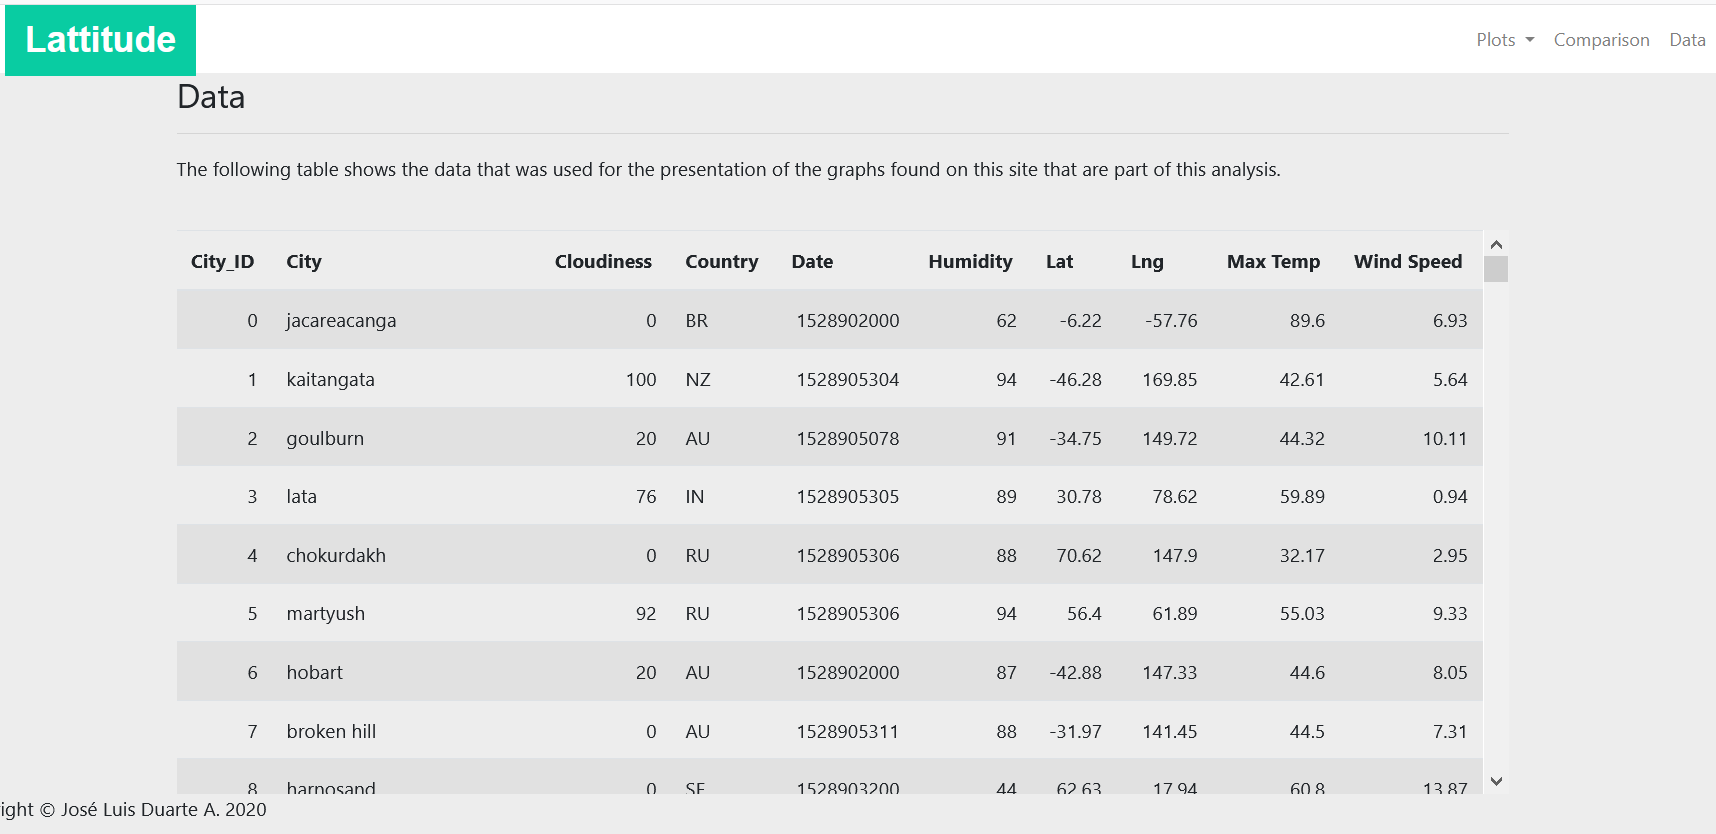 Lattitude
Plots Comparison Data
Data
The following table shows the data that was used for the presentation of the graphs found on this site that are part of this analysis.
City_ID City Cloudiness Country Date Humidity Lat Lng Max Temp Wind Speed
0 jacareacanga 0 BR 1528902000 62 -6.22 -57.76 89.6 6.93
1 kaitangata 100 NZ 1528905304 94 -46.28 169.85 42.61 5.64
2 goulburn 20 AU 1528905078 91 -34.75 149.72 44.32 10.11
3 lata 76 IN 1528905305 89 30.78 78.62 59.89 0.94
4 chokurdakh 0 RU 1528905306 88 70.62 147.9 32.17 2.95
5 martyush 92 RU 1528905306 94 56.4 61.89 55.03 9.33
6 hobart 20 AU 1528902000 87 -42.88 147.33 44.6 8.05
7 broken hill 0 AU 1528905311 88 -31.97 141.45 44.5 7.31
8 harnosand 0 SE 1528903200 44 62.63 17.94 60.8 13.87
ight © José Luis Duarte A. 2020